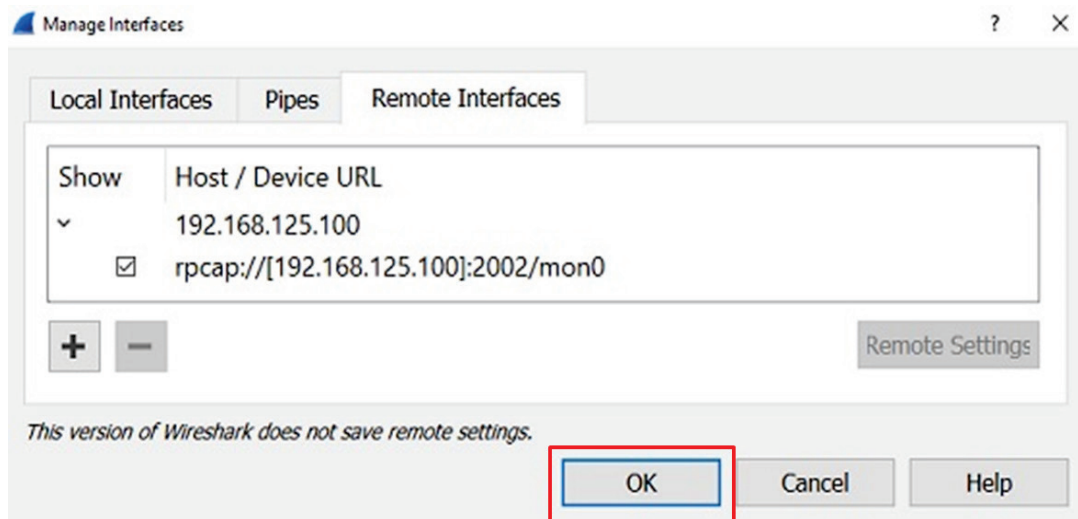 Manage Interfaces ?
Local Interfaces Pipes Remote Interfaces
Show Host / Device URL
192.168.125.100
rpcap://[192.168.125.100]:2002/mon0
Remote Settings
This version of Wireshark does not save remote settings.
OK Cancel Help